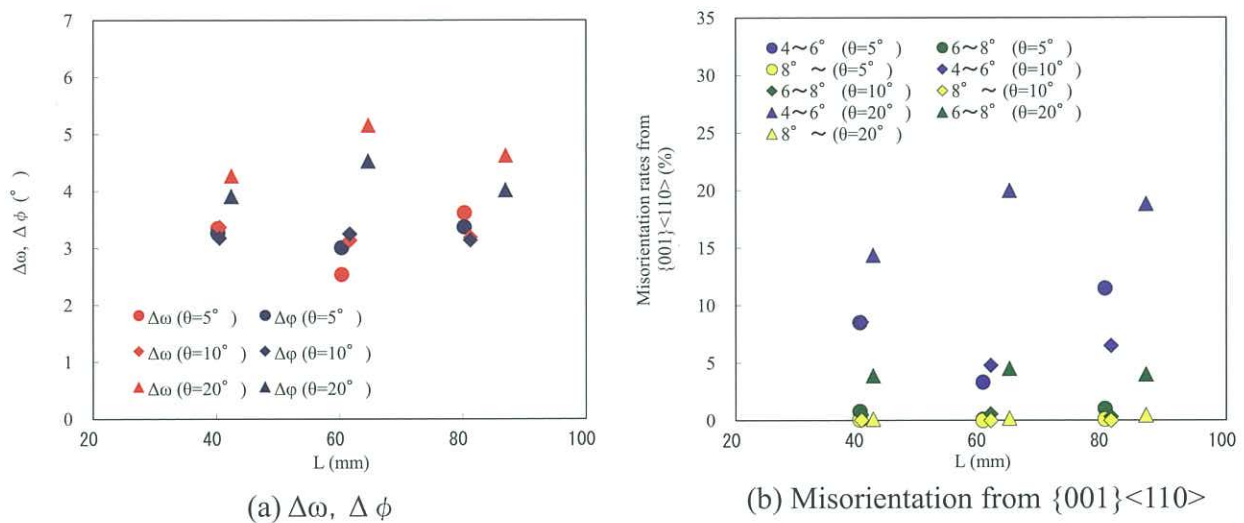 7
6
5
4
3
2
1
0
Δω, Δφ (°)
Δω (θ=5° ) Δφ (θ=5° )
Δω (θ=10° ) Δφ (θ=10° )
Δω (θ=20° ) Δφ (θ=20° )
20 40 60 80 100
L (mm)
(a) Δω, Δφ
35
30
25
20
15
10
5
0
Misorientation rates from
{001}<110> (%)
4～6° (θ=5° ) 6～8° (θ=5° )
8° ～ (θ=5° ) 4～6° (θ=10° )
6～8° (θ=10° ) 8° ～ (θ=10° )
4～6° (θ=20° ) 6～8° (θ=20° )
8° ～ (θ=20° )
20 40 60 80 100
L (mm)
(b) Misorientation from {001}<110>